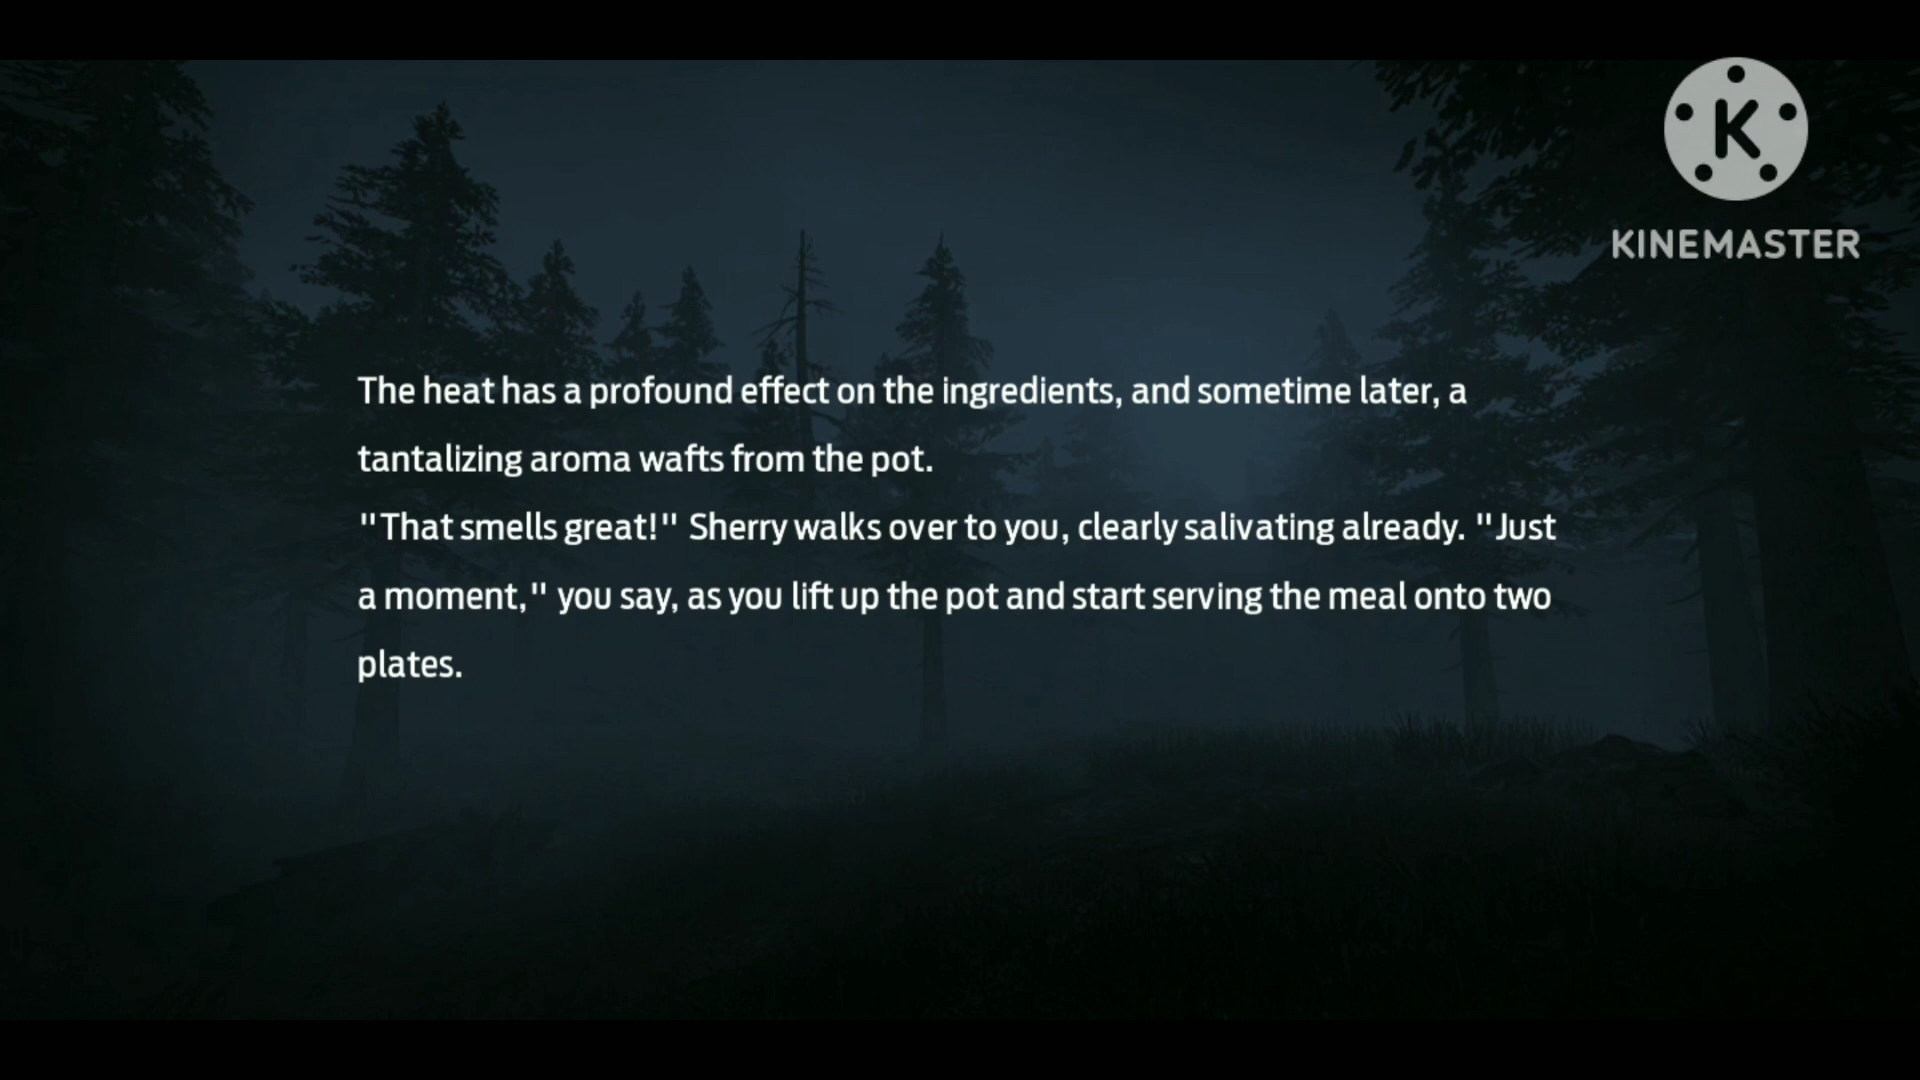 K
KINEMASTER
The heat has a profound effect on the ingredients, and sometime later, a
tantalizing aroma wafts from the pot.
"That smells great!" Sherry walks over to you, clearly salivating already. "Just
a moment," you say, as you lift up the pot and start serving the meal onto two
plates.